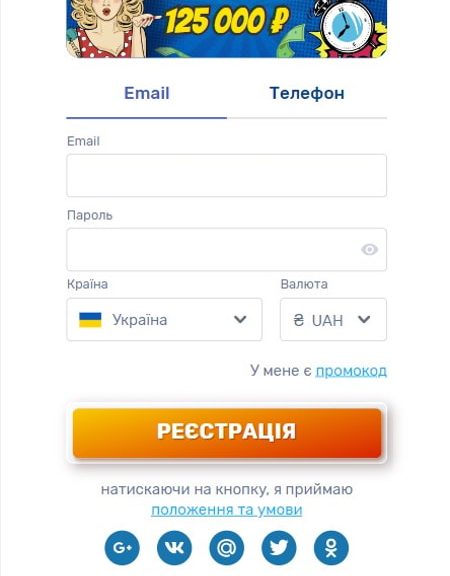 125 000 ₽
Email Телефон
Email
Пароль
Країна Валюта
Україна ₴ UAH
У мене є промокод
РЕЄСТРАЦІЯ
натискаючи на кнопку, я приймаю
положення та умови
G+ @